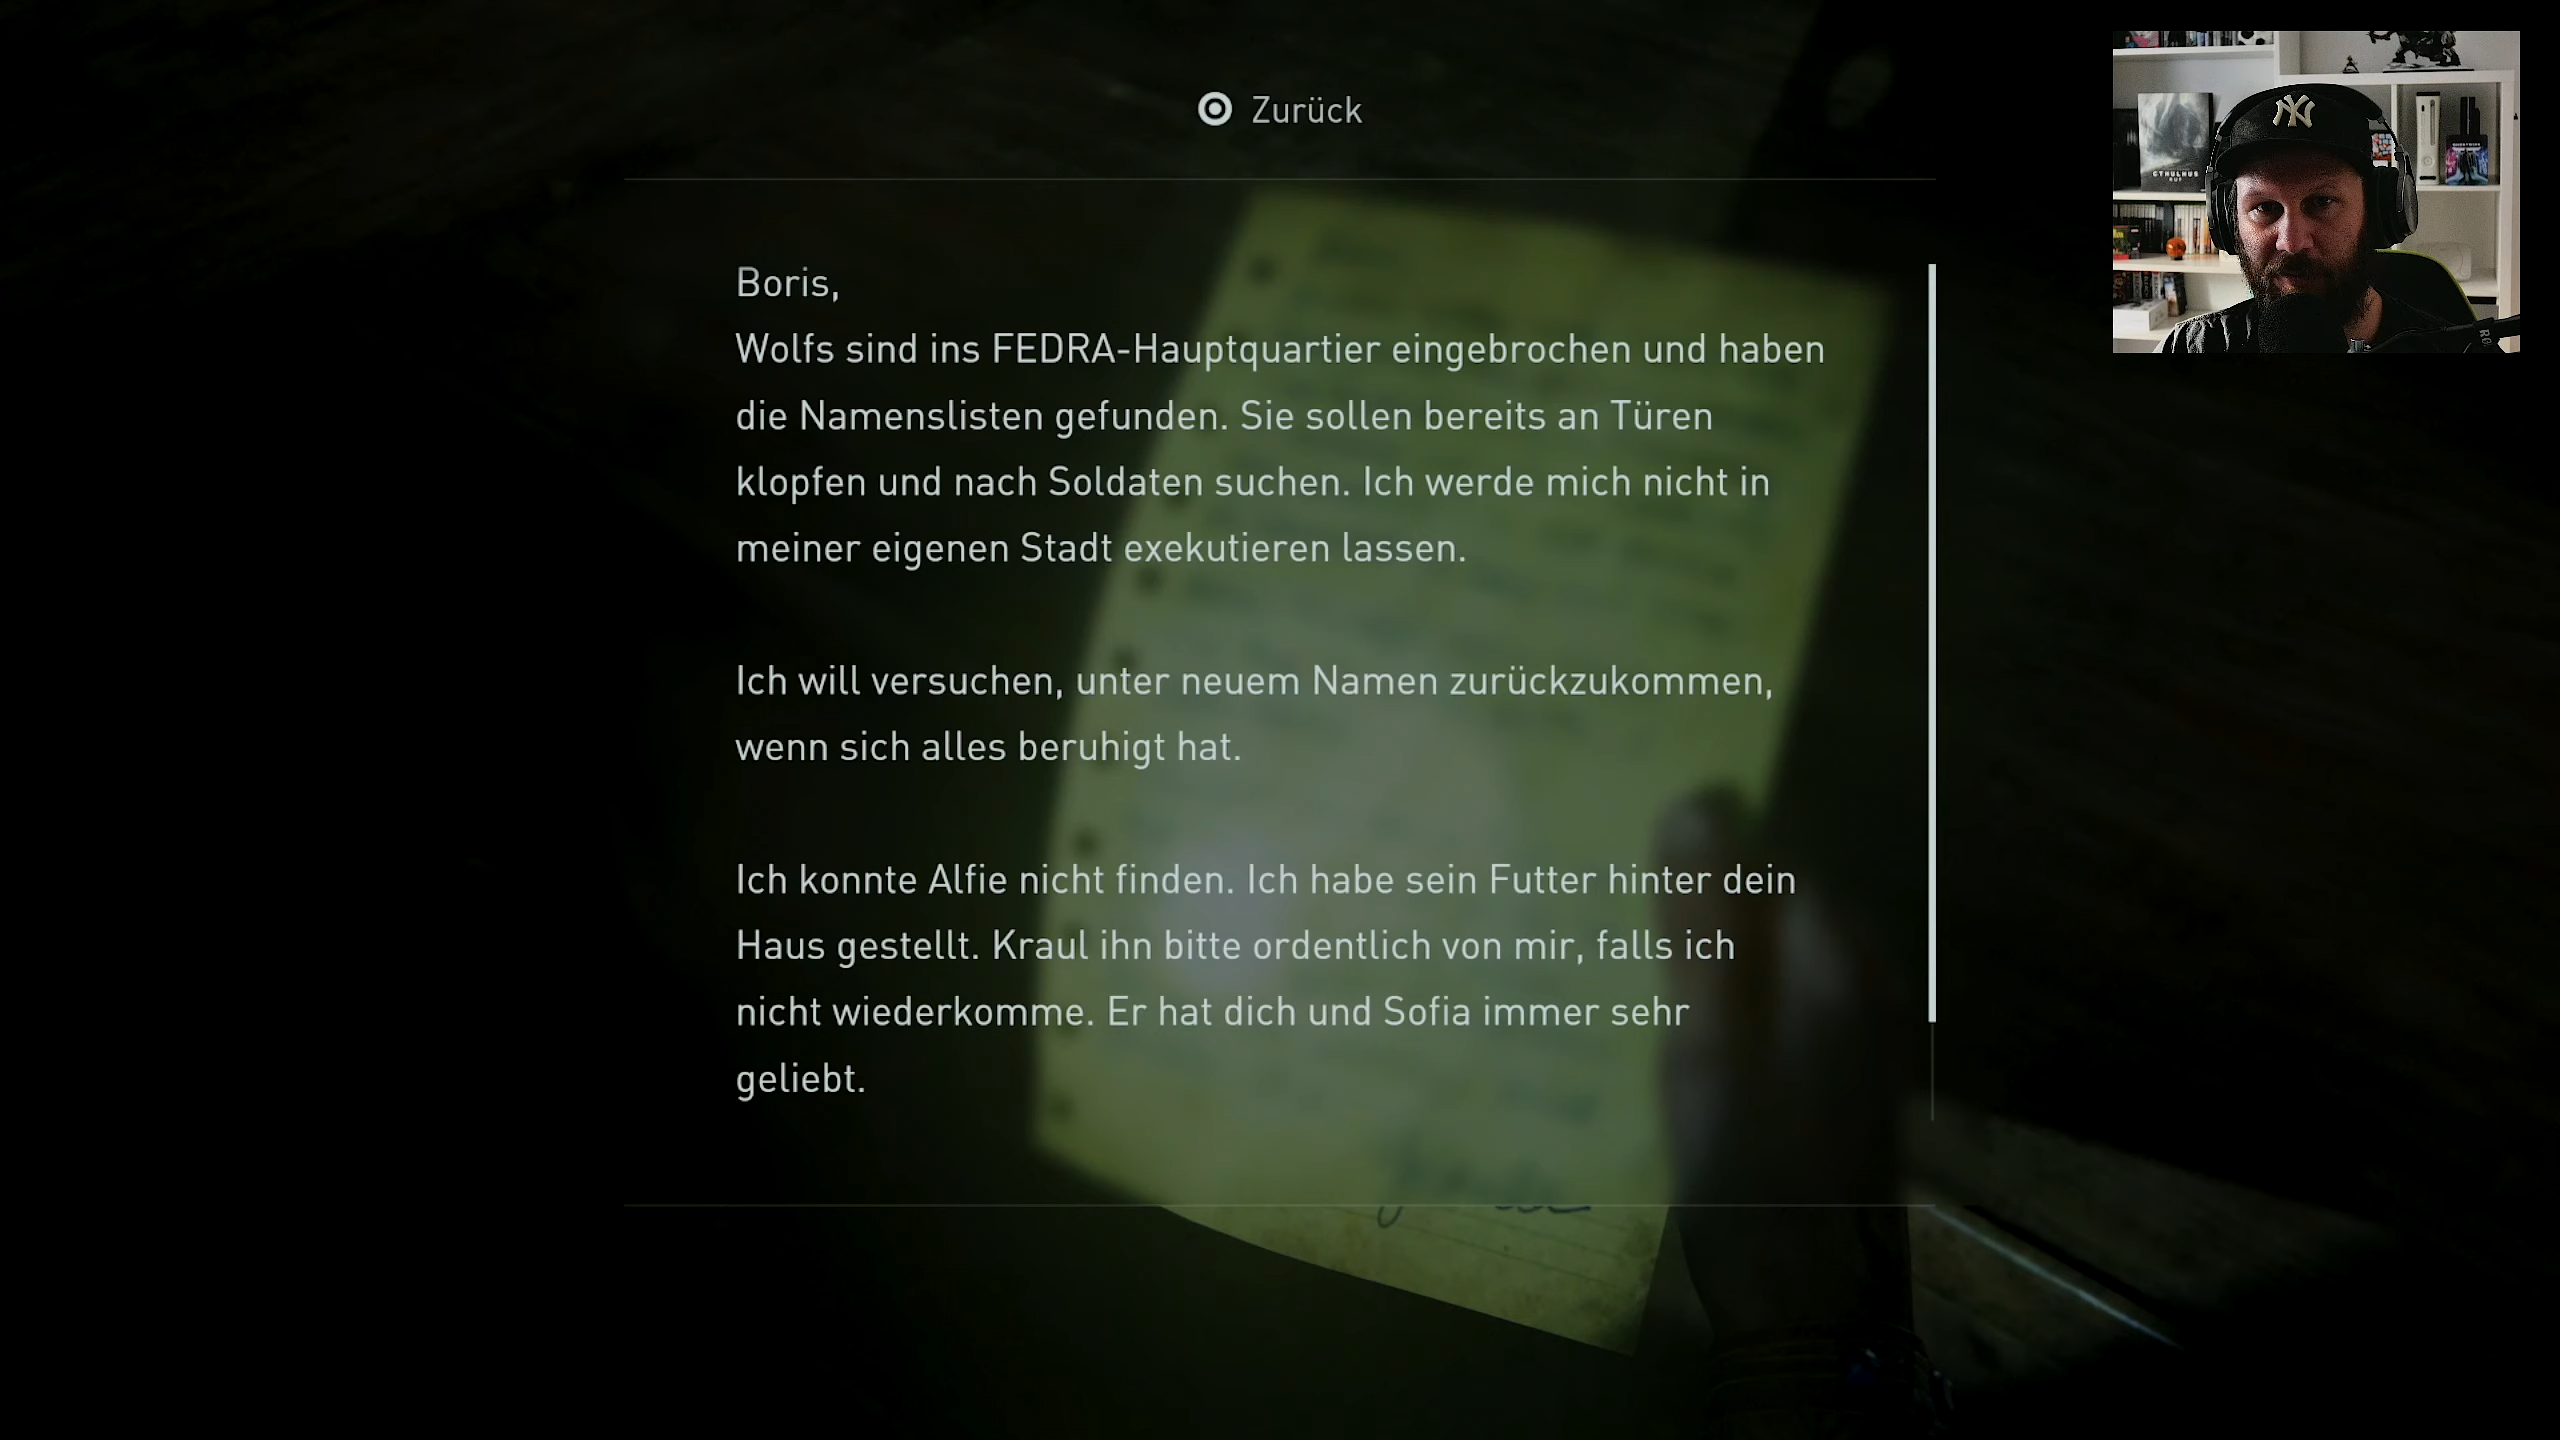 Zurück
Boris,
Wolfs sind ins FEDRA-Hauptquartier eingebrochen und haben
die Namenslisten gefunden. Sie sollen bereits an Türen
klopfen und nach Soldaten suchen. Ich werde mich nicht in
meiner eigenen Stadt exekutieren lassen.
Ich will versuchen, unter neuem Namen zurückzukommen,
wenn sich alles beruhigt hat.
Ich konnte Alfie nicht finden. Ich habe sein Futter hinter dein
Haus gestellt. Kraul ihn bitte ordentlich von mir, falls ich
nicht wiederkomme. Er hat dich und Sofia immer sehr
geliebt.
NY
CTHULHUS
RUF